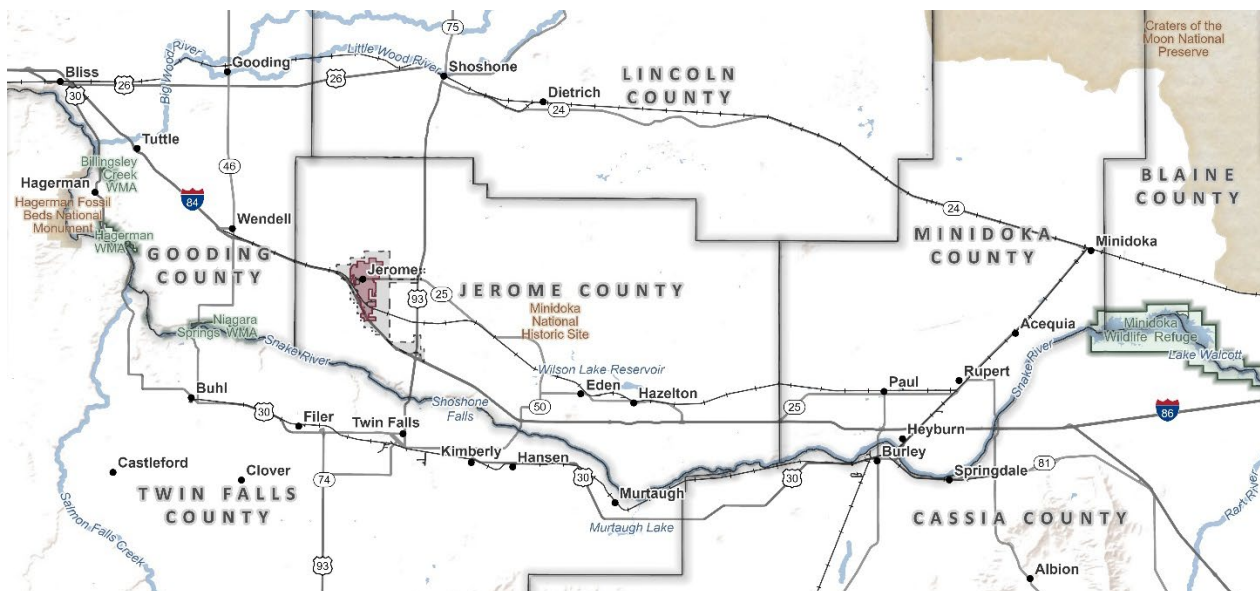 Craters of the
Moon National
Preserve
75
Big Wood River
Gooding
Little Wood River
Shoshone
LINCOLN
COUNTY
Bliss
26
26
30
Dietrich
24
Tuttle
Billingsley
Creek
WMA
46
Hagerman
84
BLAINE
COUNTY
Hagerman Fossil
Beds National
Monument
Wendell
24
Hagerman
WMA
GOODING
COUNTY
MINIDOKA
COUNTY
Minidoka
Jerome
93
25
JEROME COUNTY
Minidoka
National
Historic Site
Niagara
Springs WMA
Snake River
Acequia
Snake River
Minidoka
Wildlife Refuge
Lake Walcott
Wilson Lake Reservoir
Rupert
Buhl
Shoshone
Falls
Eden
Hazelton
Paul
30
50
25
86
Filer
Twin Falls
Heyburn
Kimberly
Hansen
Burley
Castleford
Clover
74
30
30
Springdale
81
TWIN FALLS
COUNTY
Murtaugh
Raft River
Salmon Falls Creek
Murtaugh Lake
CASSIA COUNTY
93
Albion